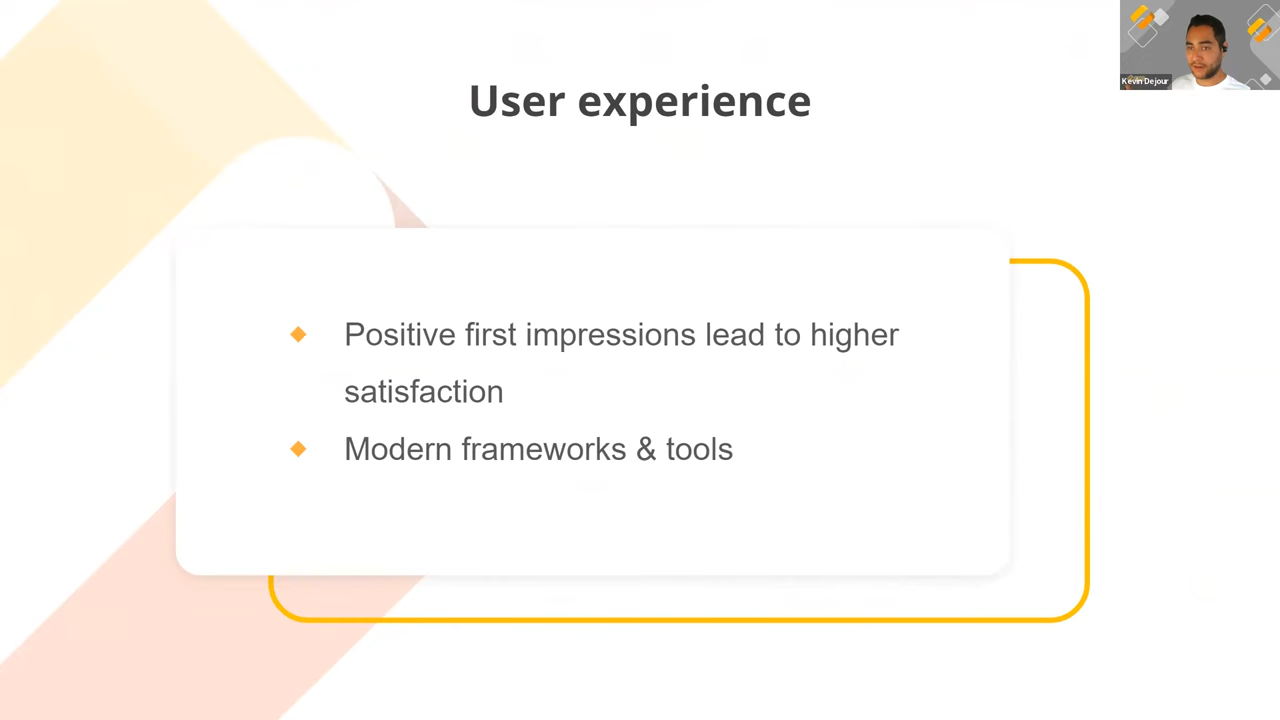 User experience
Positive first impressions lead to higher
satisfaction
Modern frameworks & tools
Kevin Dejour